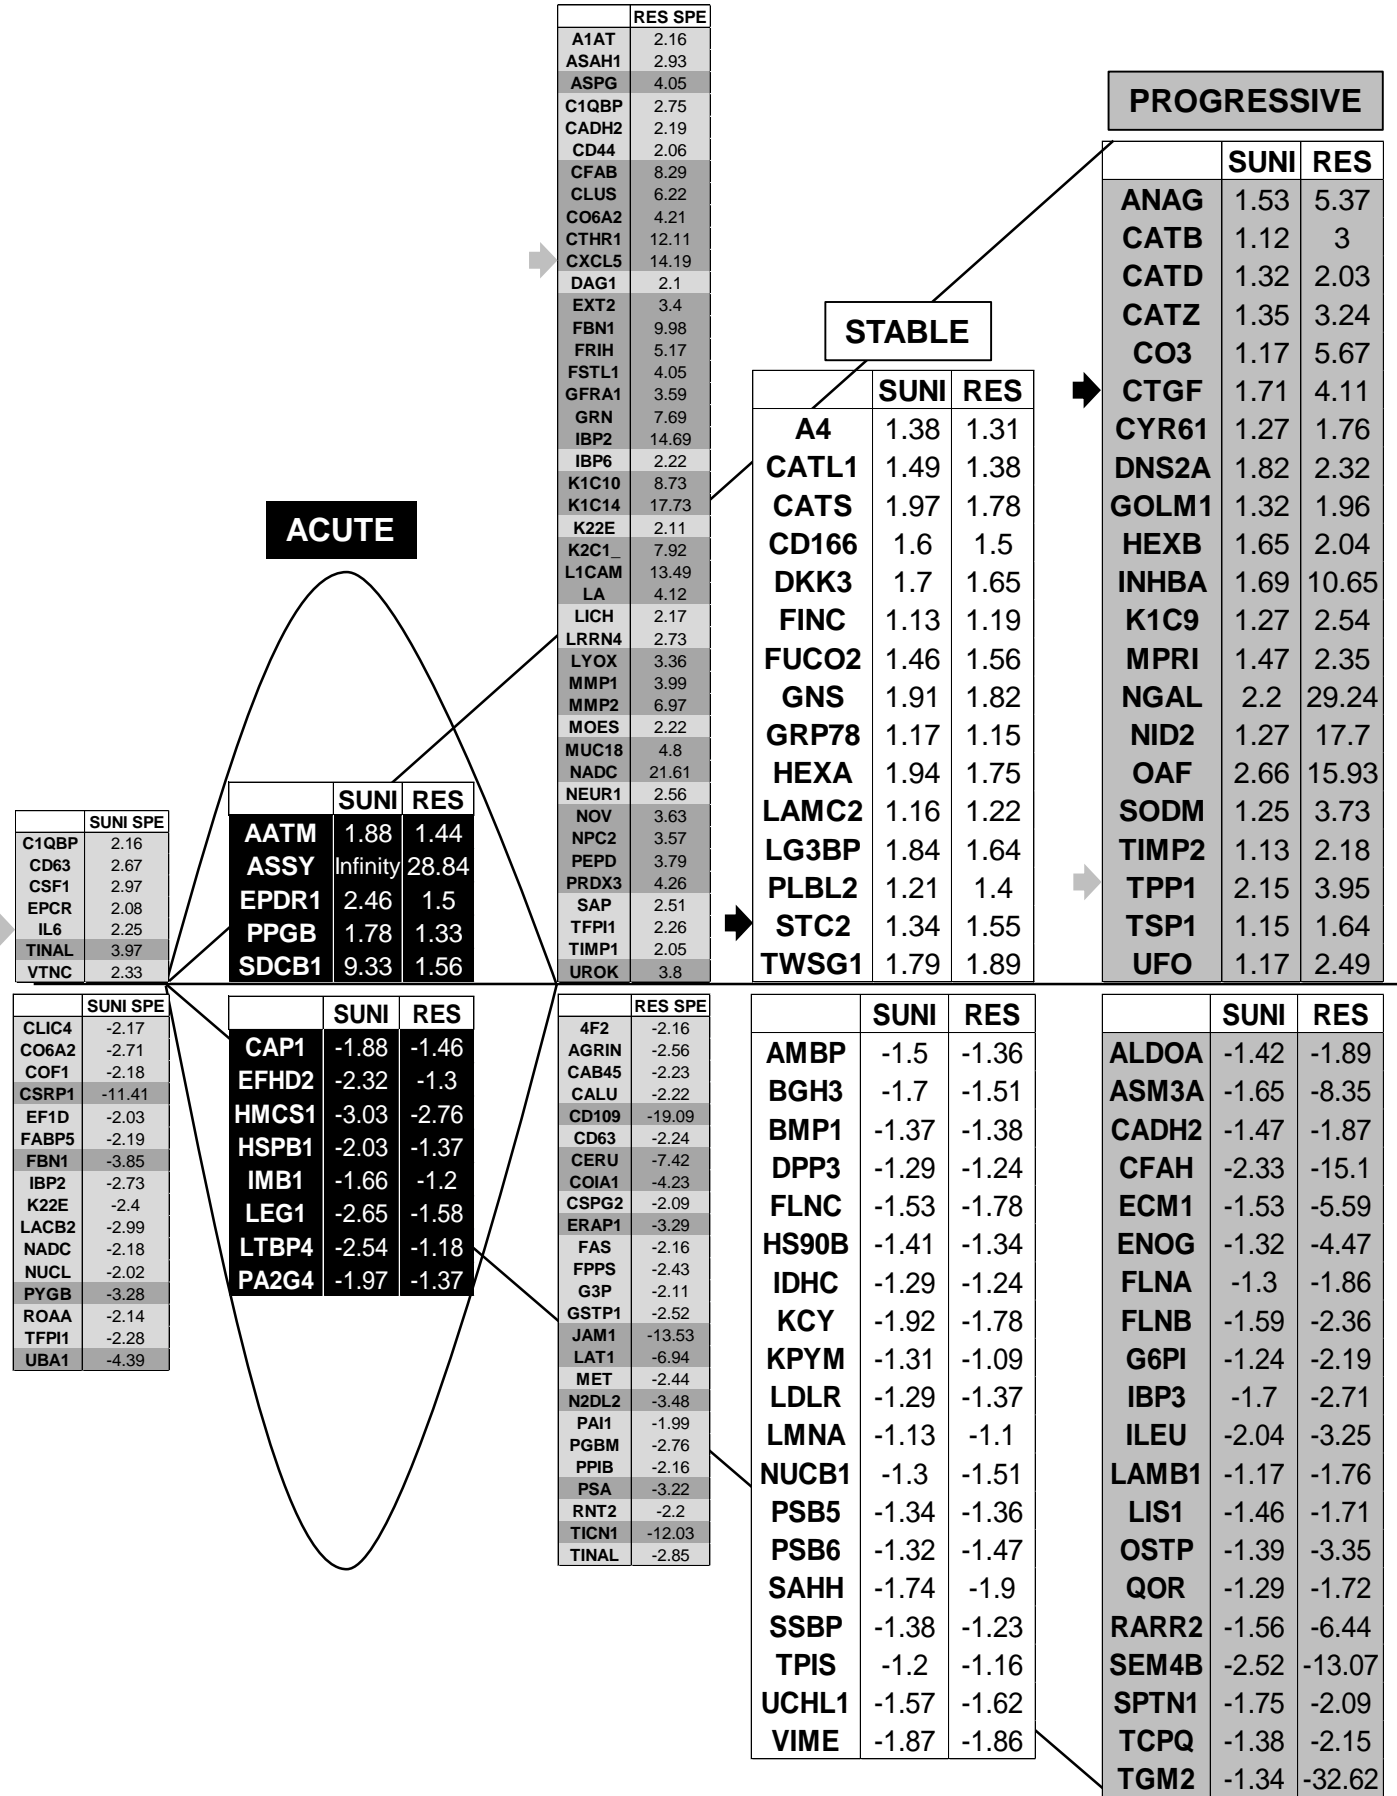 SUNI SPE
C1QBP 2.16
CD63 2.67
CSF1 2.97
EPCR 2.08
IL6 2.25
TINAL 3.97
VTNC 2.33
SUNI SPE
CLIC4 -2.17
CO6A2 -2.71
COF1 -2.18
CSRP1 -11.41
EF1D -2.03
FABP5 -2.19
FBN1 -3.85
IBP2 -2.73
K22E -2.4
LACB2 -2.99
NADC -2.18
NUCL -2.02
PYGB -3.28
ROAA -2.14
TFPI1 -2.28
UBA1 -4.39
ACUTE
SUNI RES
AATM 1.88 1.44
ASSY Infinity 28.84
EPDR1 2.46 1.5
PPGB 1.78 1.33
SDCB1 9.33 1.56
SUNI RES
CAP1 -1.88 -1.46
EFHD2 -2.32 -1.3
HMCS1 -3.03 -2.76
HSPB1 -2.03 -1.37
IMB1 -1.66 -1.2
LEG1 -2.65 -1.58
LTBP4 -2.54 -1.18
PA2G4 -1.97 -1.37
RES SPE
A1AT 2.16
ASAH1 2.93
ASPG 4.05
C1QBP 2.75
CADH2 2.19
CD44 2.06
CFAB 8.29
CLUS 6.22
CO6A2 4.21
CTHR1 12.11
CXCL5 14.19
DAG1 2.1
EXT2 3.4
FBN1 9.98
FRIH 5.17
FSTL1 4.05
GFRA1 3.59
GRN 7.69
IBP2 14.69
IBP6 2.22
K1C10 8.73
K1C14 17.73
K22E 2.11
K2C1_ 7.92
L1CAM 13.49
LA 4.12
LICH 2.17
LRRN4 2.73
LYOX 3.36
MMP1 3.99
MMP2 6.97
MOES 2.22
MUC18 4.8
NADC 21.61
NEUR1 2.56
NOV 3.63
NPC2 3.57
PEPD 3.79
PRDX3 4.26
SAP 2.51
TFPI1 2.26
TIMP1 2.05
UROK 3.8
RES SPE
4F2 -2.16
AGRIN -2.56
CAB45 -2.23
CALU -2.22
CD109 -19.09
CD63 -2.24
CERU -7.42
COIA1 -4.23
CSPG2 -2.09
ERAP1 -3.29
FAS -2.16
FPPS -2.43
G3P -2.11
GSTP1 -2.52
JAM1 -13.53
LAT1 -6.94
MET -2.44
N2DL2 -3.48
PAI1 -1.99
PGBM -2.76
PPIB -2.16
PSA -3.22
RNT2 -2.2
TICN1 -12.03
TINAL -2.85
STABLE
SUNI RES
A4 1.38 1.31
CATL1 1.49 1.38
CATS 1.97 1.78
CD166 1.6 1.5
DKK3 1.7 1.65
FINC 1.13 1.19
FUCO2 1.46 1.56
GNS 1.91 1.82
GRP78 1.17 1.15
HEXA 1.94 1.75
LAMC2 1.16 1.22
LG3BP 1.84 1.64
PLBL2 1.21 1.4
STC2 1.34 1.55
TWSG1 1.79 1.89
SUNI RES
AMBP -1.5 -1.36
BGH3 -1.7 -1.51
BMP1 -1.37 -1.38
DPP3 -1.29 -1.24
FLNC -1.53 -1.78
HS90B -1.41 -1.34
IDHC -1.29 -1.24
KCY -1.92 -1.78
KPYM -1.31 -1.09
LDLR -1.29 -1.37
LMNA -1.13 -1.1
NUCB1 -1.3 -1.51
PSB5 -1.34 -1.36
PSB6 -1.32 -1.47
SAHH -1.74 -1.9
SSBP -1.38 -1.23
TPIS -1.2 -1.16
UCHL1 -1.57 -1.62
VIME -1.87 -1.86
PROGRESSIVE
SUNI RES
ANAG 1.53 5.37
CATB 1.12 3
CATD 1.32 2.03
CATZ 1.35 3.24
CO3 1.17 5.67
CTGF 1.71 4.11
CYR61 1.27 1.76
DNS2A 1.82 2.32
GOLM1 1.32 1.96
HEXB 1.65 2.04
INHBA 1.69 10.65
K1C9 1.27 2.54
MPRI 1.47 2.35
NGAL 2.2 29.24
NID2 1.27 17.7
OAF 2.66 15.93
SODM 1.25 3.73
TIMP2 1.13 2.18
TPP1 2.15 3.95
TSP1 1.15 1.64
UFO 1.17 2.49
SUNI RES
ALDOA -1.42 -1.89
ASM3A -1.65 -8.35
CADH2 -1.47 -1.87
CFAH -2.33 -15.1
ECM1 -1.53 -5.59
ENOG -1.32 -4.47
FLNA -1.3 -1.86
FLNB -1.59 -2.36
G6PI -1.24 -2.19
IBP3 -1.7 -2.71
ILEU -2.04 -3.25
LAMB1 -1.17 -1.76
LIS1 -1.46 -1.71
OSTP -1.39 -3.35
QOR -1.29 -1.72
RARR2 -1.56 -6.44
SEM4B -2.52 -13.07
SPTN1 -1.75 -2.09
TCPQ -1.38 -2.15
TGM2 -1.34 -32.62